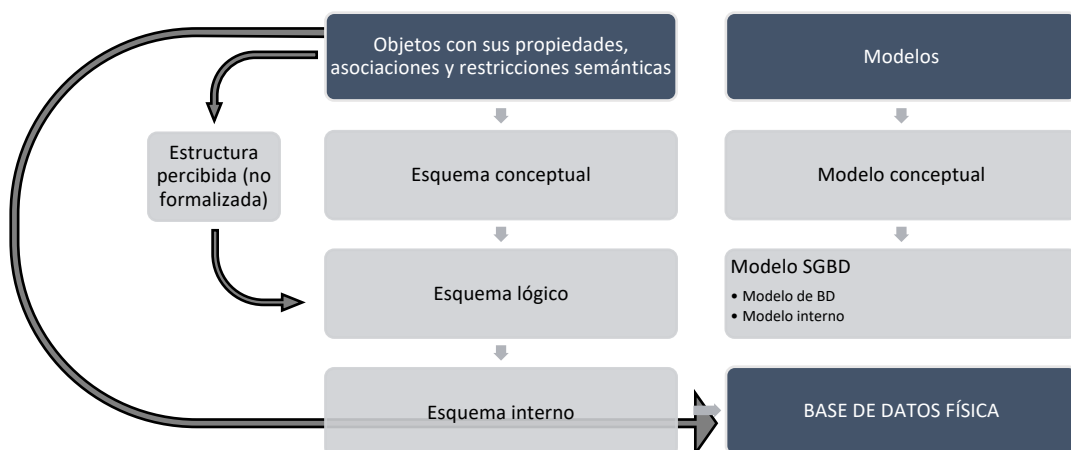 Objetos con sus propiedades,
asociaciones y restricciones semánticas
Modelos
Estructura
percibida (no
formalizada)
Esquema conceptual
Modelo conceptual
Esquema lógico
Modelo SGBD
• Modelo de BD
• Modelo interno
Esquema interno
BASE DE DATOS FÍSICA